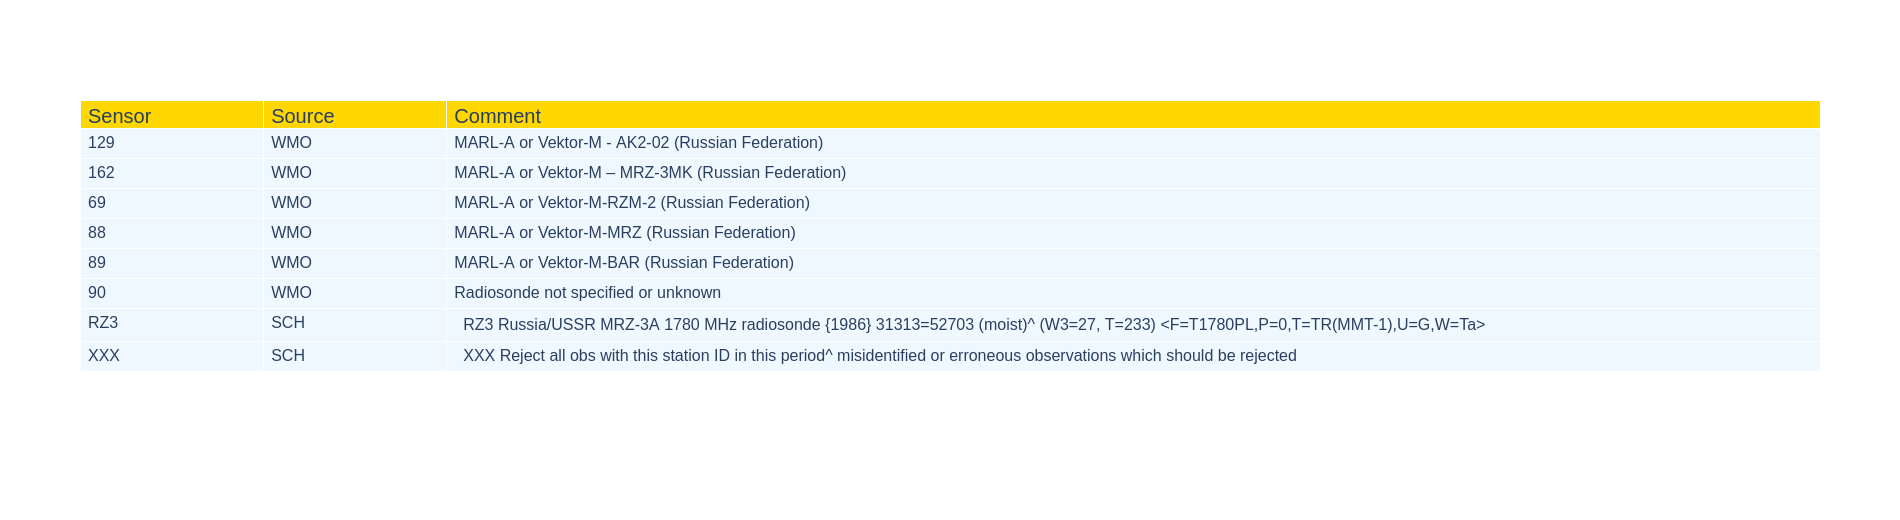 Sensor Source Comment
129 WMO MARL-A or Vektor-M - AK2-02 (Russian Federation)
162 WMO MARL-A or Vektor-M – MRZ-3MK (Russian Federation)
69 WMO MARL-A or Vektor-M-RZM-2 (Russian Federation)
88 WMO MARL-A or Vektor-M-MRZ (Russian Federation)
89 WMO MARL-A or Vektor-M-BAR (Russian Federation)
90 WMO Radiosonde not specified or unknown
RZ3 SCH RZ3 Russia/USSR MRZ-3A 1780 MHz radiosonde {1986} 31313=52703 (moist)^ (W3=27, T=233) <F=T1780PL,P=0,T=TR(MMT-1),U=G,W=Ta>
XXX SCH XXX Reject all obs with this station ID in this period^ misidentified or erroneous observations which should be rejected